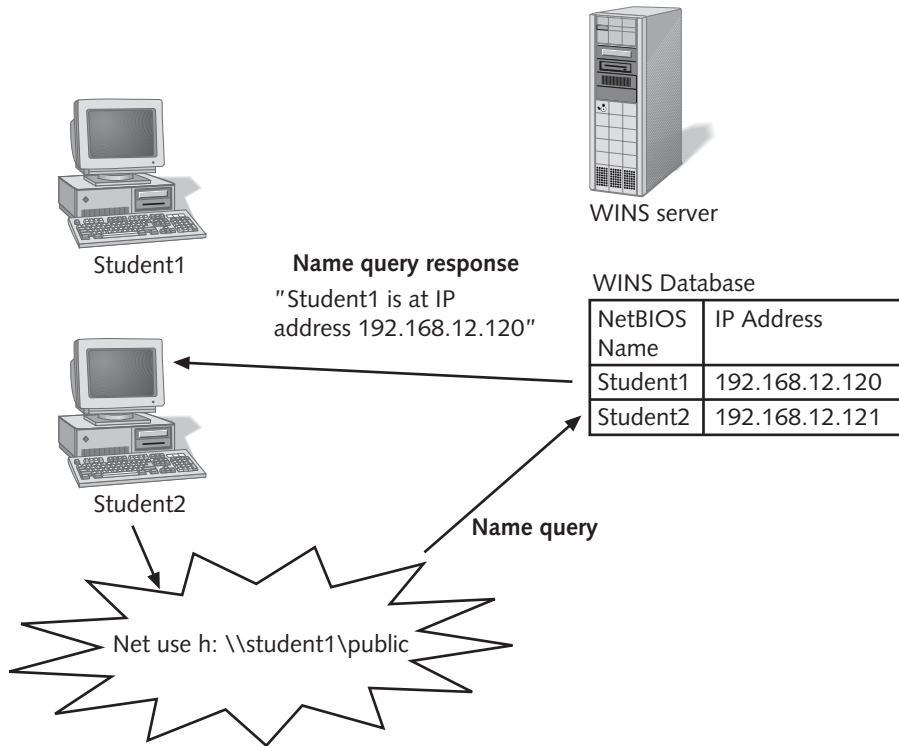 WINS server
Student1
Name query response
"Student1 is at IP
address 192.168.12.120"
WINS Database
NetBIOS
Name
IP Address
Student1
192.168.12.120
Student2
192.168.12.121
Student2
Name query
Net use h: \\student1\public